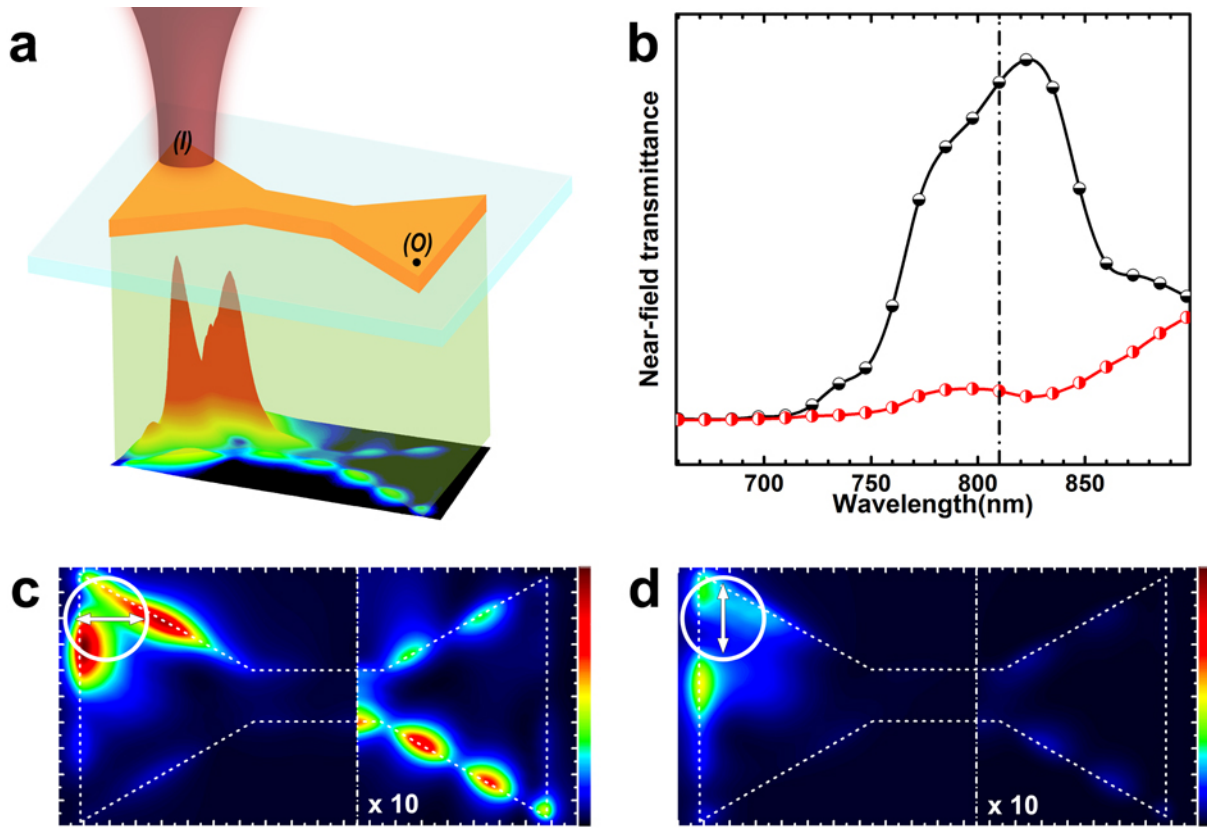 a
(I)
(O)
b
Near-field transmittance
700 750 800 850
Wavelength(nm)
c
x 10
d
x 10